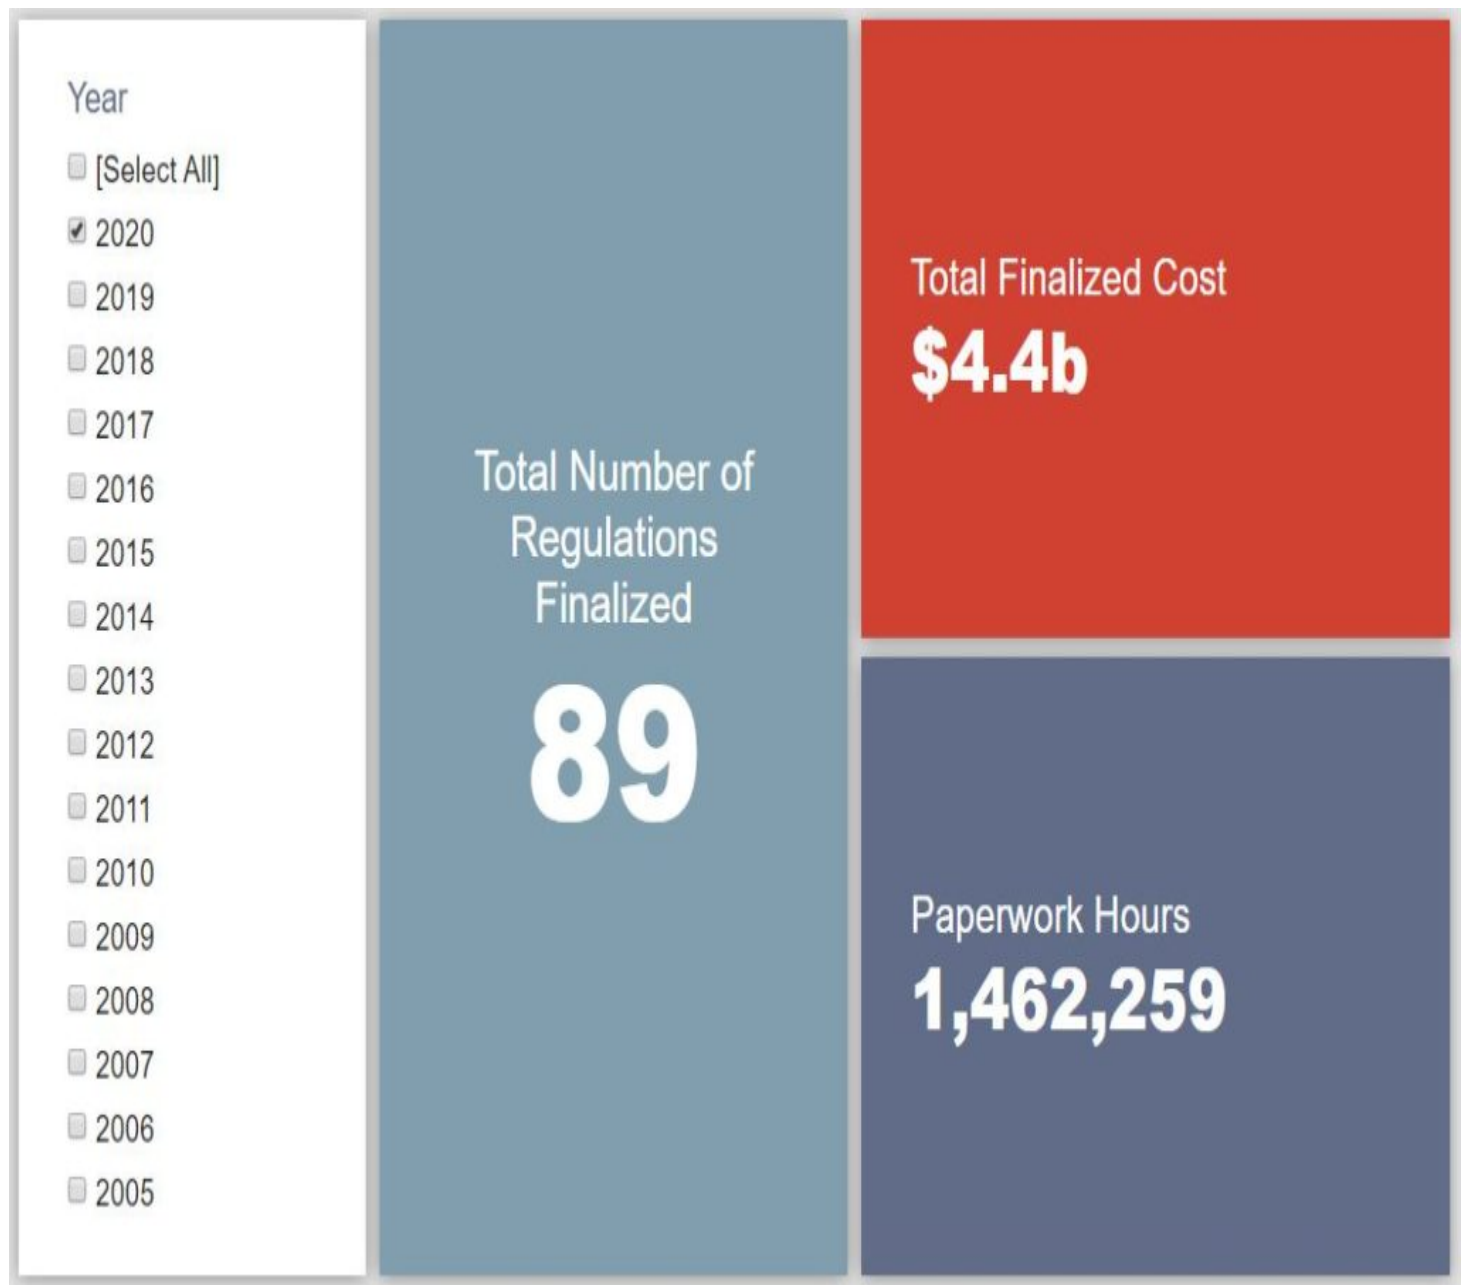 Year
[Select All]
2020
2019
2018
2017
2016
2015
2014
2013
2012
2011
2010
2009
2008
2007
2006
2005
Total Number of
Regulations
Finalized
89
Total Finalized Cost
$4.4b
Paperwork Hours
1,462,259